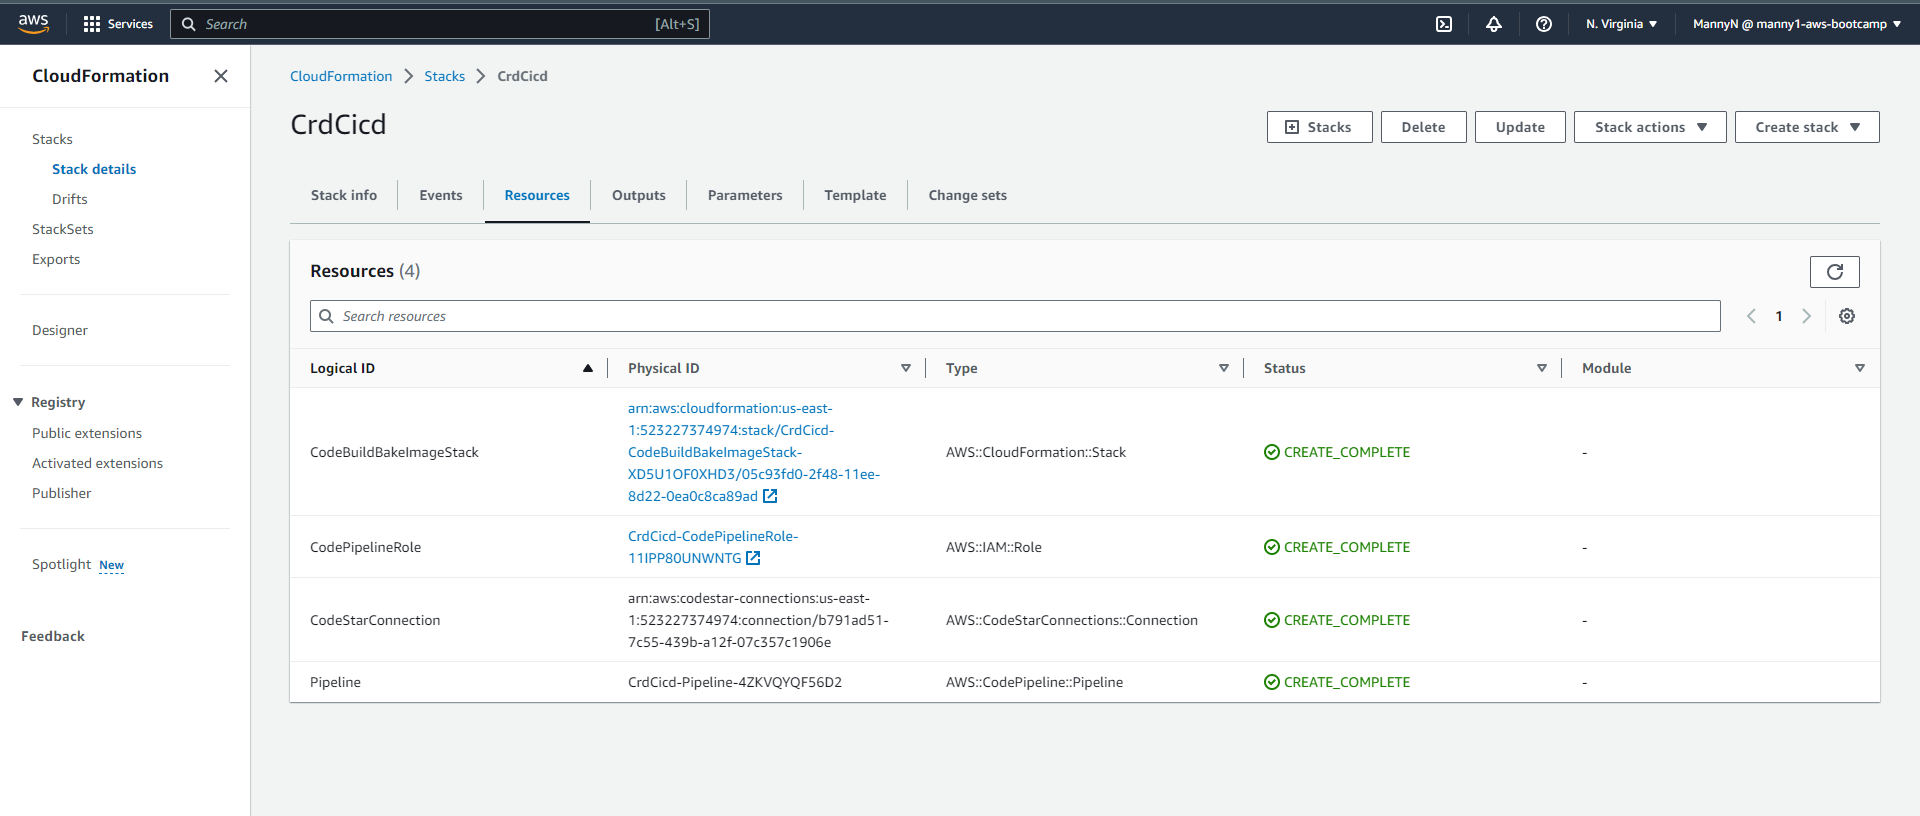 aws
Services
Search
[Alt+S]
N. Virginia
MannyN @ manny1-aws-bootcamp
CloudFormation
Stacks
Stack details
Drifts
StackSets
Exports
Designer
Registry
Public extensions
Activated extensions
Publisher
Spotlight New
Feedback
CloudFormation > Stacks > CrdCicd
CrdCicd
Stacks
Delete
Update
Stack actions
Create stack
Stack info
Events
Resources
Outputs
Parameters
Template
Change sets
Resources (4)
Search resources
1
Logical ID
Physical ID
Type
Status
Module
CodeBuildBakeImageStack
arn:aws:cloudformation:us-east-
1:523227374974:stack/CrdCicd-
CodeBuildBakeImageStack-
XD5U1OF0XHD3/05c93fd0-2f48-11ee-
8d22-0ea0c8ca89ad
AWS::CloudFormation::Stack
CREATE_COMPLETE
-
CodePipelineRole
CrdCicd-CodePipelineRole-
11IPP80UNWNTG
AWS::IAM::Role
CREATE_COMPLETE
-
CodeStarConnection
arn:aws:codestar-connections:us-east-
1:523227374974:connection/b791ad51-
7c55-439b-a12f-07c357c1906e
AWS::CodeStarConnections::Connection
CREATE_COMPLETE
-
Pipeline
CrdCicd-Pipeline-4ZKVQYQF56D2
AWS::CodePipeline::Pipeline
CREATE_COMPLETE
-